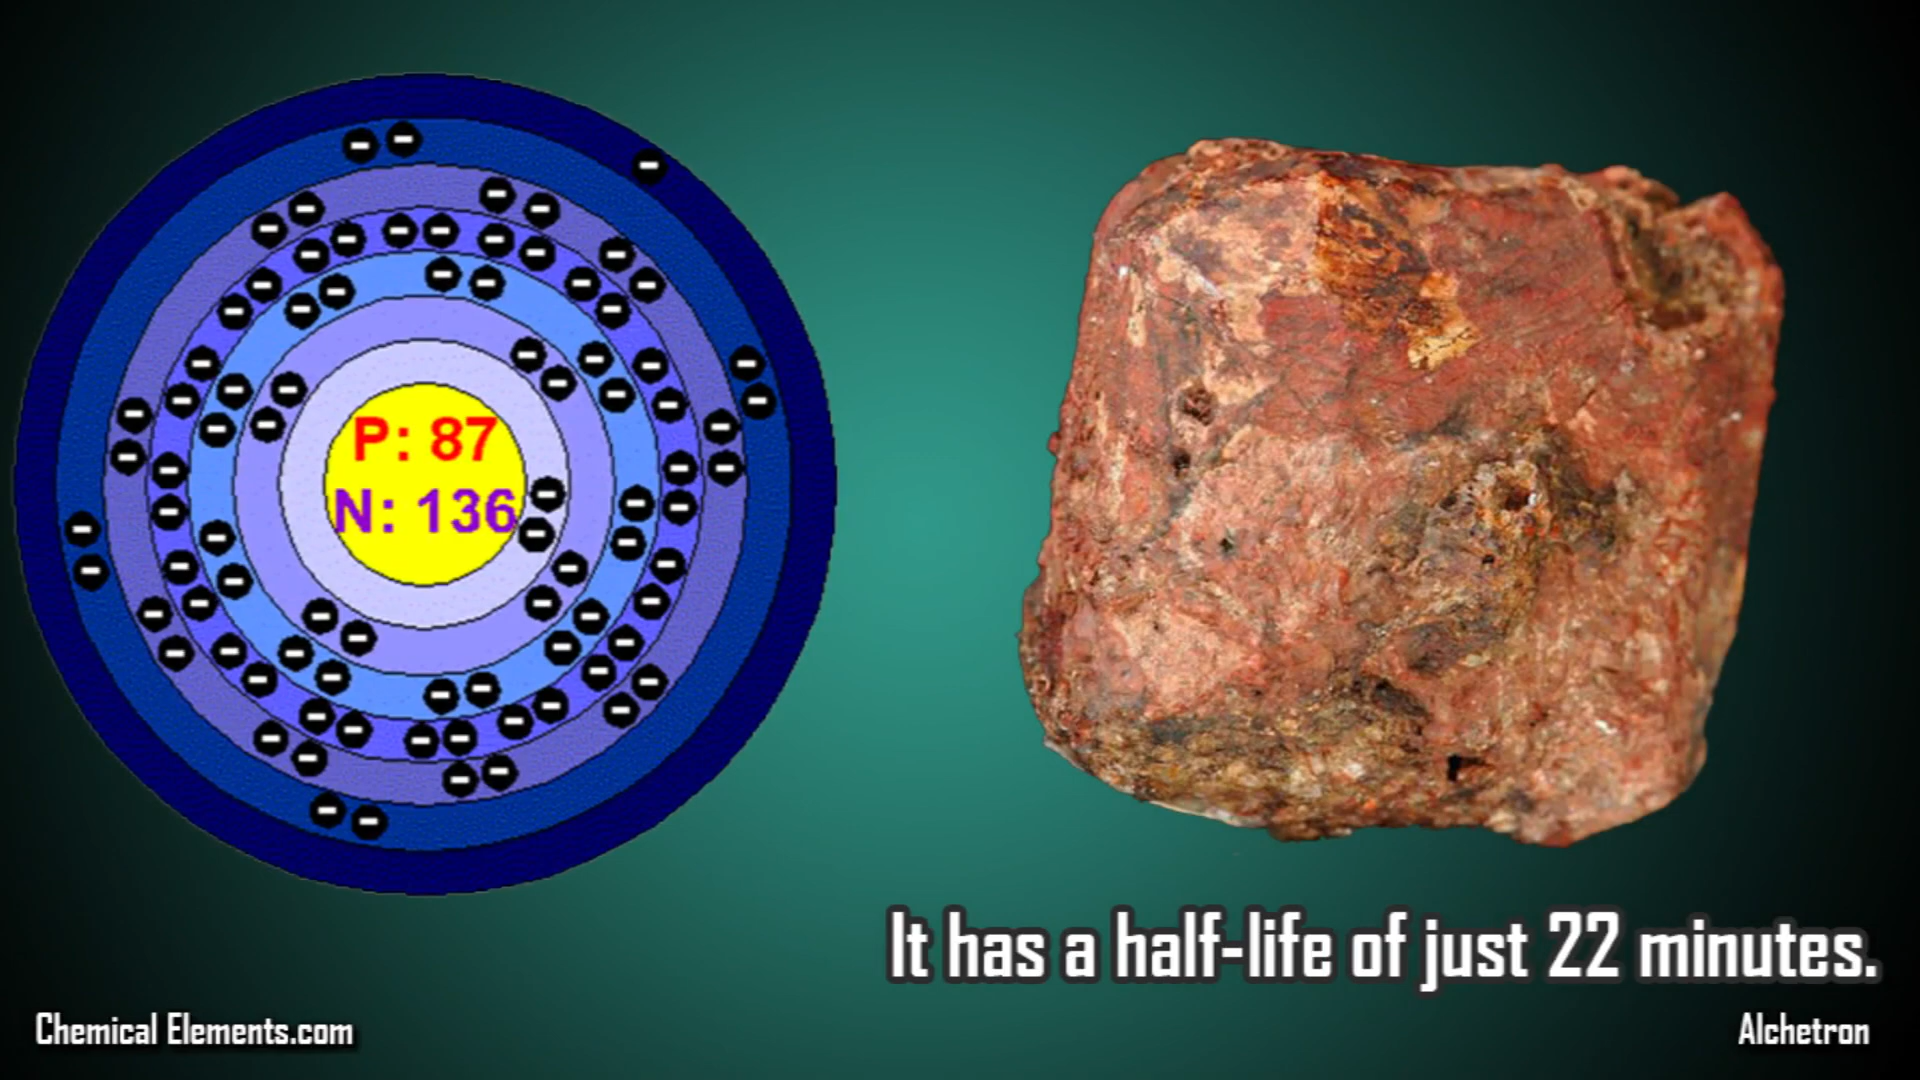 P: 87
N: 136
It has a half-life of just 22 minutes.
Chemical Elements.com
Alchetron